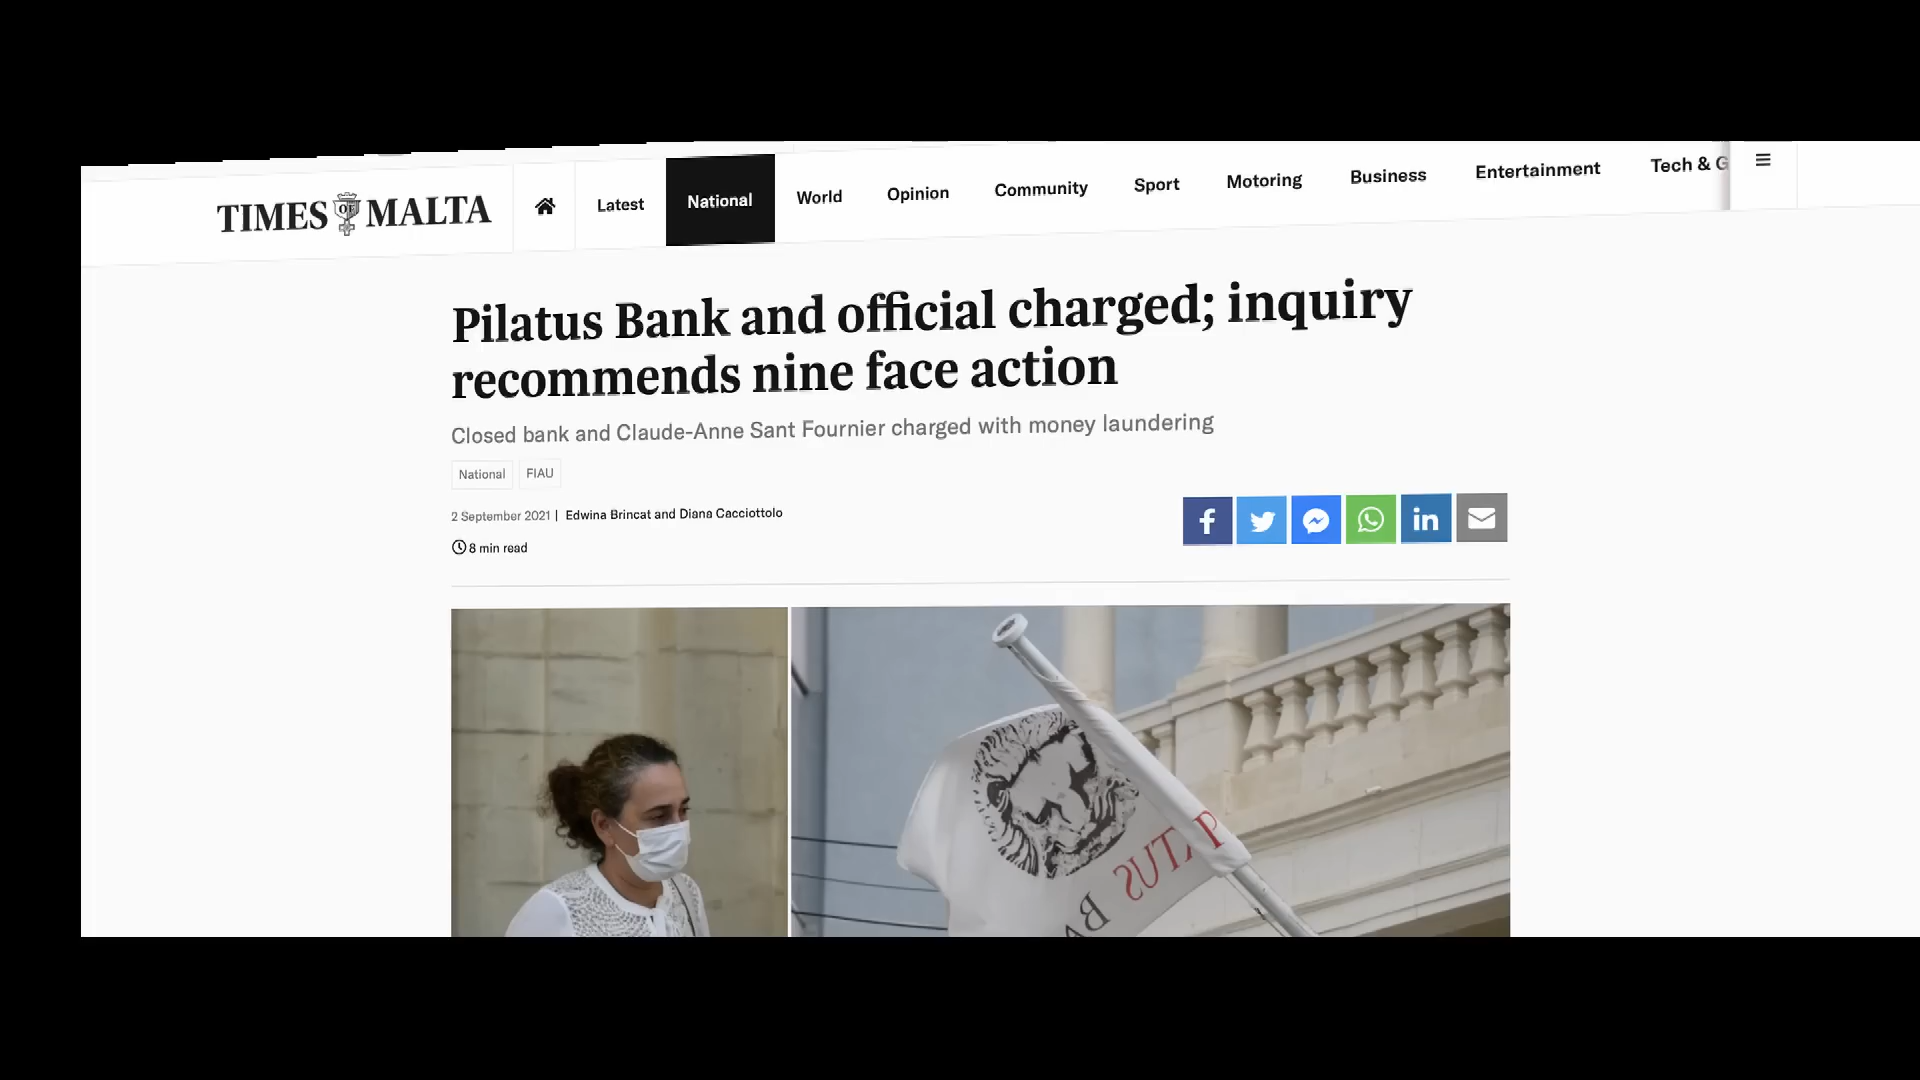 TIMES OF MALTA
Latest
National
World
Opinion
Community
Sport
Motoring
Business
Entertainment
Tech & G
Pilatus Bank and official charged; inquiry
recommends nine face action
Closed bank and Claude-Anne Sant Fournier charged with money laundering
National
FIAU
2 September 2021 | Edwina Brincat and Diana Cacciottolo
8 min read